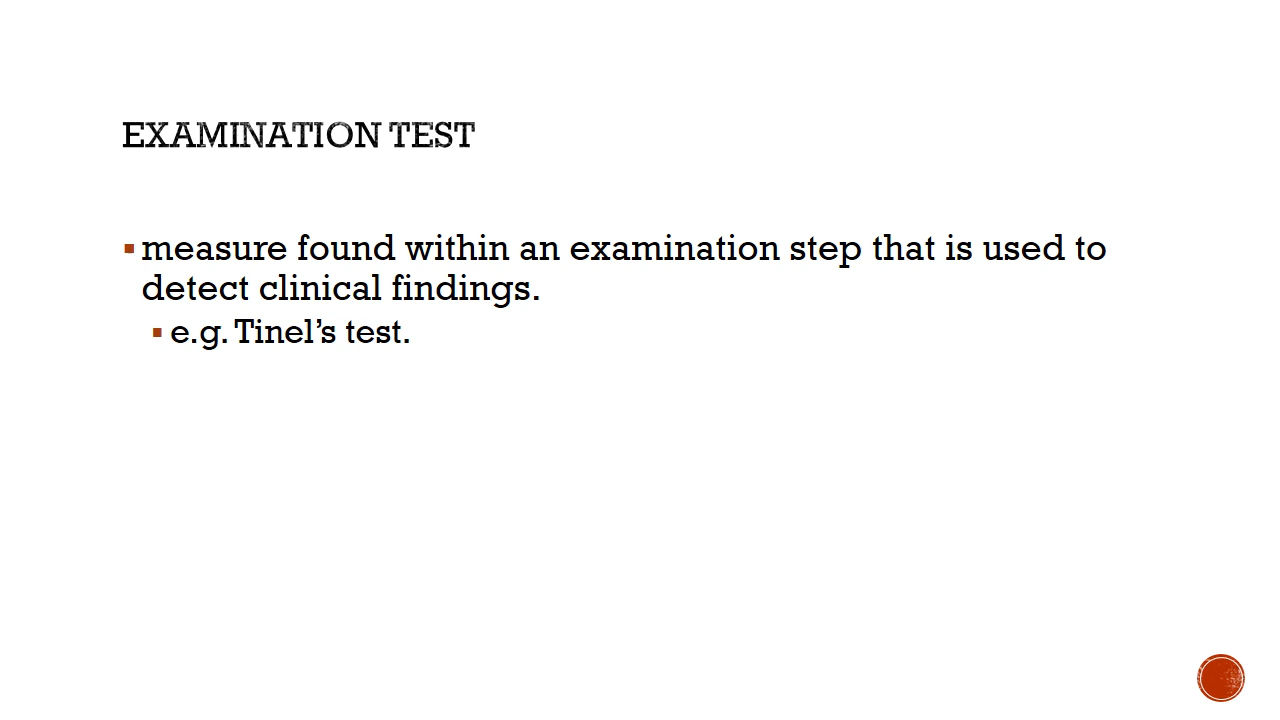 EXAMINATION TEST
▪ measure found within an examination step that is used to
detect clinical findings.
▪ e.g. Tinel’s test.